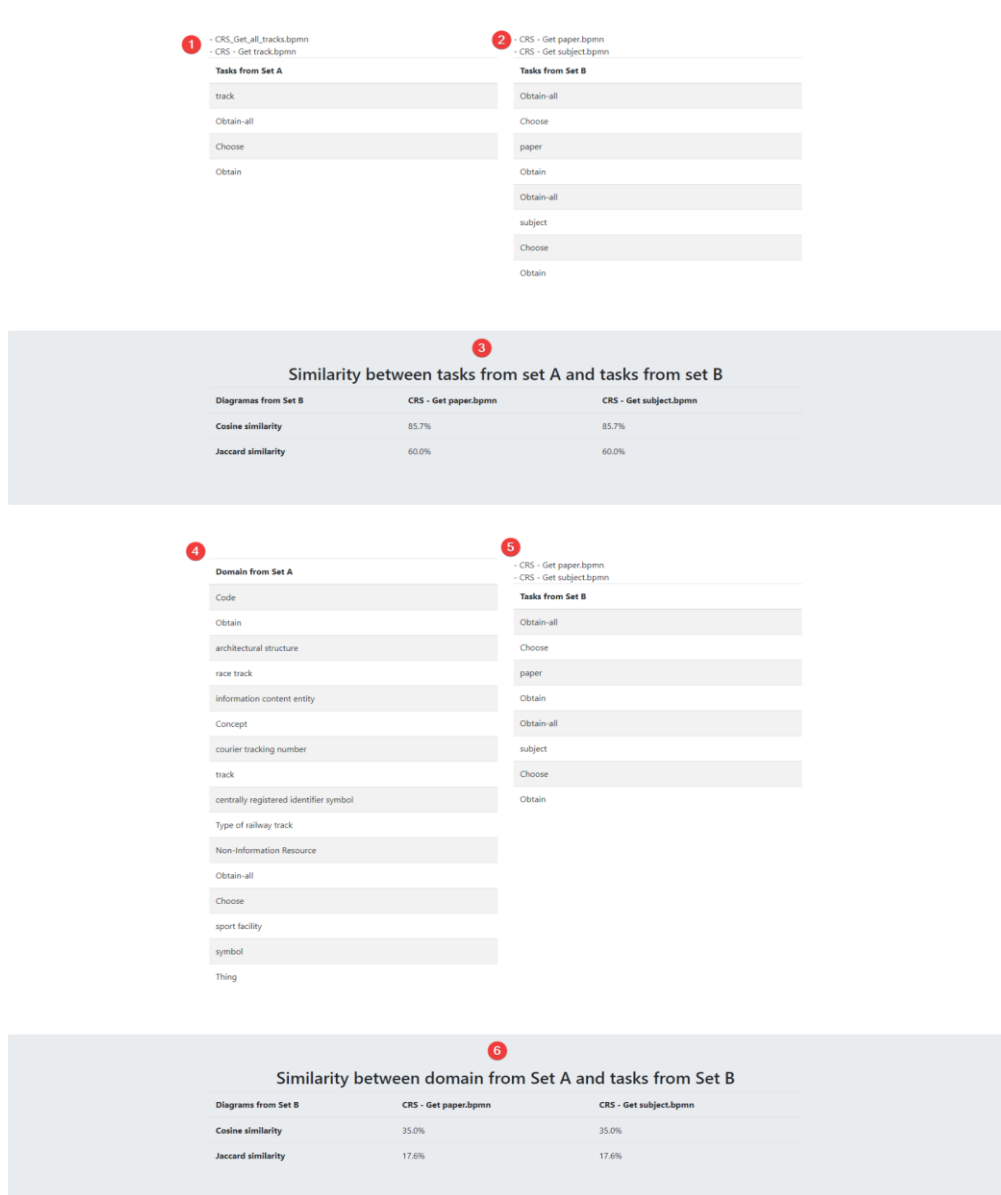 1
- CRS_Get_all_tracks.bpmn
- CRS - Get track.bpmn
Tasks from Set A
track
Obtain-all
Choose
Obtain
2
- CRS - Get paper.bpmn
- CRS - Get subject.bpmn
Tasks from Set B
Obtain-all
Choose
paper
Obtain
Obtain-all
subject
Choose
Obtain
3
Similarity between tasks from set A and tasks from set B
Diagramas from Set B CRS - Get paper.bpmn CRS - Get subject.bpmn
Cosine similarity 85.7% 85.7%
Jaccard similarity 60.0% 60.0%
4
Domain from Set A
Code
Obtain
architectural structure
race track
information content entity
Concept
courier tracking number
track
centrally registered identifier symbol
Type of railway track
Non-Information Resource
Obtain-all
Choose
sport facility
symbol
Thing
5
- CRS - Get paper.bpmn
- CRS - Get subject.bpmn
Tasks from Set B
Obtain-all
Choose
paper
Obtain
Obtain-all
subject
Choose
Obtain
6
Similarity between domain from Set A and tasks from Set B
Diagrams from Set B CRS - Get paper.bpmn CRS - Get subject.bpmn
Cosine similarity 35.0% 35.0%
Jaccard similarity 17.6% 17.6%